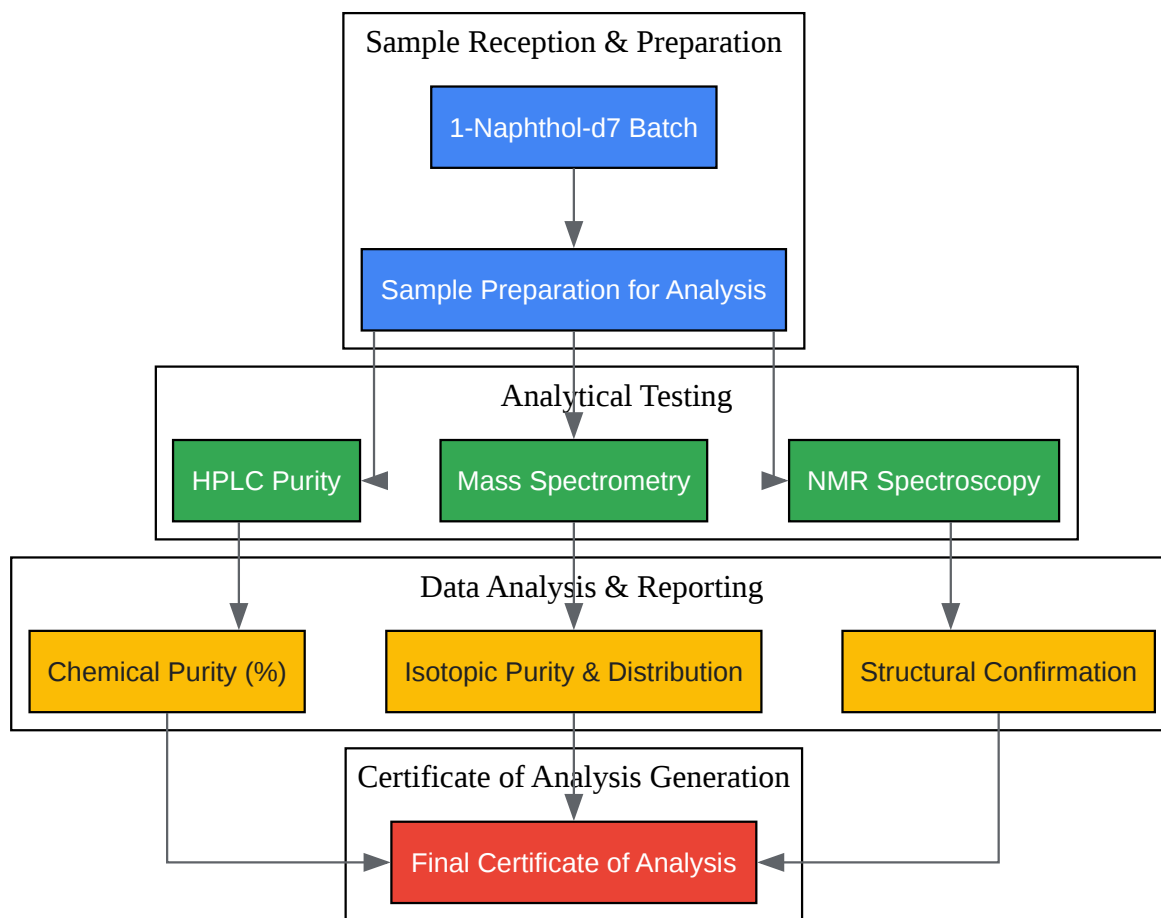 Sample Reception & Preparation
1-Naphthol-d7 Batch
Sample Preparation for Analysis
Analytical Testing
HPLC Purity
Mass Spectrometry
NMR Spectroscopy
Data Analysis & Reporting
Chemical Purity (%)
Isotopic Purity & Distribution
Structural Confirmation
Certificate of Analysis Generation
Final Certificate of Analysis